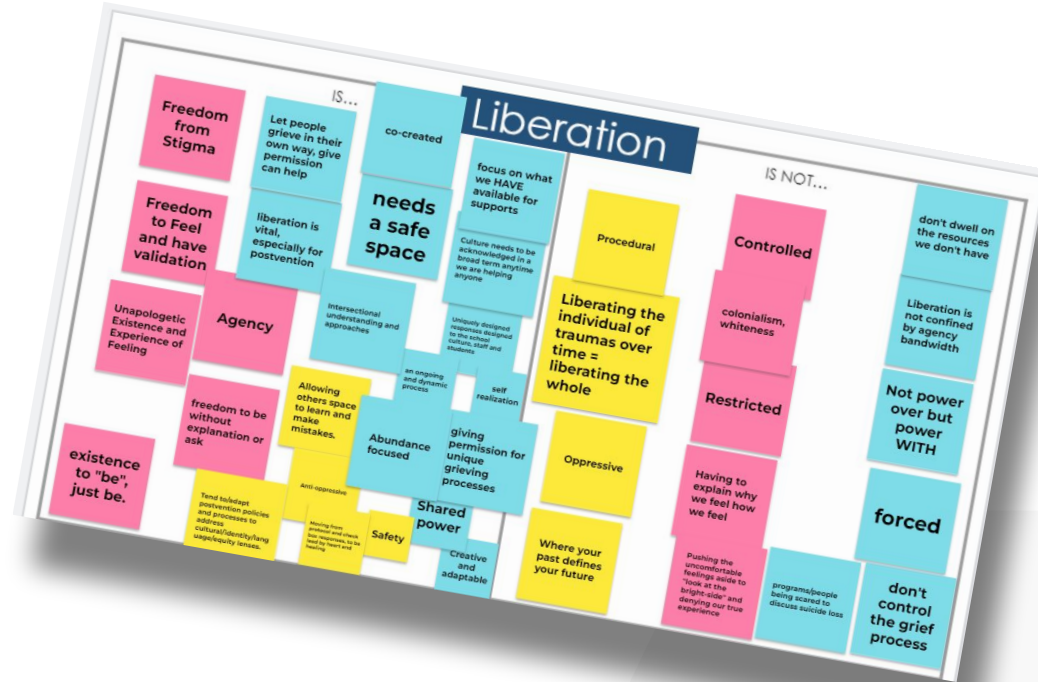 Liberation
IS...
Freedom
from
Stigma
Let people
grieve in their
own way, give
permission
can help
co-created
focus on what
we HAVE
available for
supports
Freedom
to Feel
and have
validation
liberation is
vital,
especially for
postvention
needs
a safe
space
Culture needs to be
acknowledged in a
broad term anytime
we are helping
anyone
Unapologetic
Existence and
Experience of
Feeling
Agency
Intersectional
understanding and
approaches
Uniquely designed
responses designed
to the school
culture, staff and
students
an ongoing
and dynamic
process
self
realization
freedom to be
without
explanation or
ask
Allowing
others space
to learn and
make
mistakes.
Abundance
focused
giving
permission for
unique
grieving
processes
existence
to "be",
just be.
Tend to/adapt
postvention policies
and processes to
address
cultural/identity/lang
uage/equity lenses.
Anti-oppressive
Moving from
protocol and check
box responses, to be
lead by heart and
healing
Safety
Shared
power
Creative
and
adaptable
IS NOT...
Procedural
Controlled
don't dwell on
the resources
we don't have
Liberating the
individual of
traumas over
time =
liberating the
whole
colonialism,
whiteness
Liberation is
not confined
by agency
bandwidth
Restricted
Not power
over but
power
WITH
Oppressive
Having to
explain why
we feel how
we feel
forced
Where your
past defines
your future
Pushing the
uncomfortable
feelings aside to
"look at the
bright-side" and
denying our true
experience
programs/people
being scared to
discuss suicide loss
don't
control
the grief
process